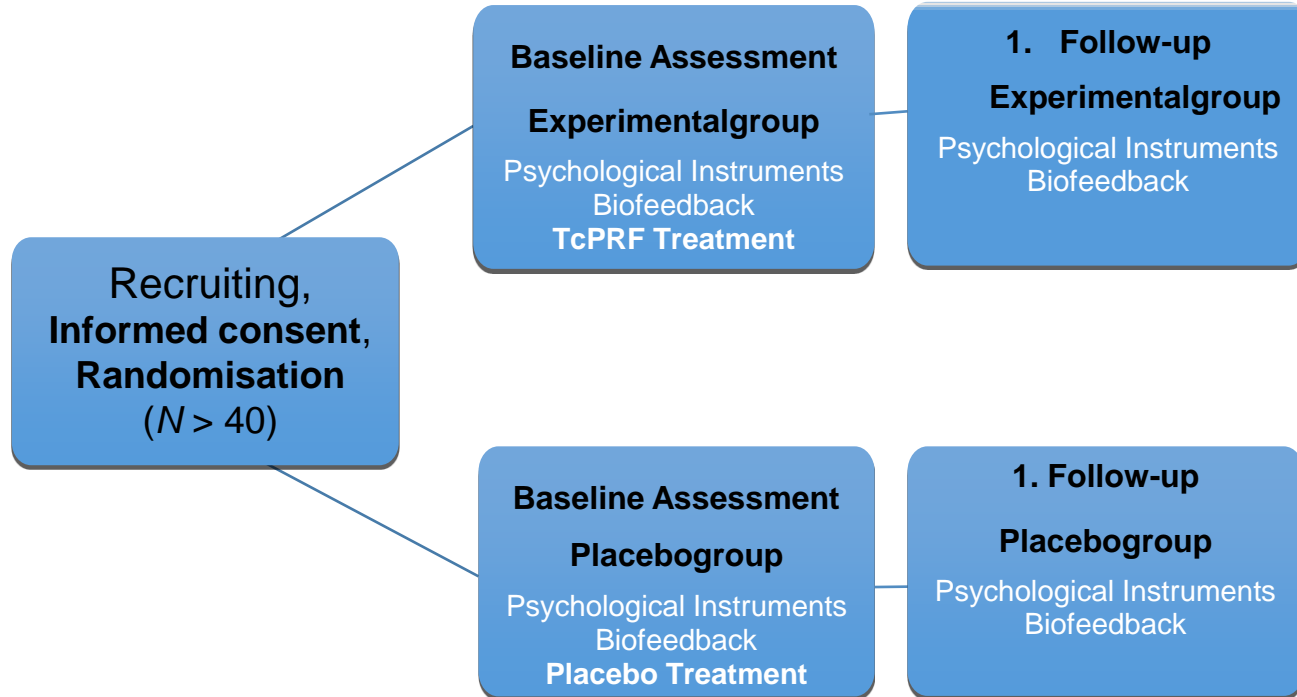 Recruiting,
Informed consent,
Randomisation
(N > 40)
Baseline Assessment
Experimentalgroup
Psychological Instruments
Biofeedback
TcPRF Treatment
1. Follow-up
Experimentalgroup
Psychological Instruments
Biofeedback
Baseline Assessment
Placebogroup
Psychological Instruments
Biofeedback
Placebo Treatment
1. Follow-up
Placebogroup
Psychological Instruments
Biofeedback